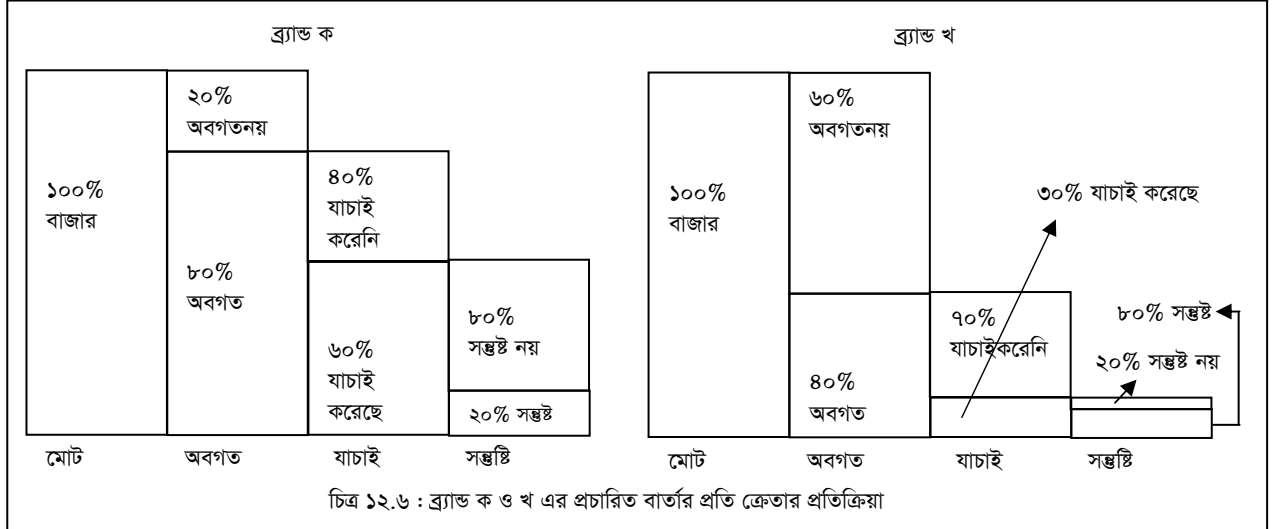 ব্র্যান্ড ক
২০%
অবগতনয়
১০০%
বাজার
৮০%
অবগত
৪০%
যাচাই
করেনি
৬০%
যাচাই
করেছে
৮০%
সন্তুষ্ট নয়
২০% সন্তুষ্ট
মোট
অবগত
যাচাই
সন্তুষ্টি
ব্র্যান্ড খ
৬০%
অবগতনয়
১০০%
বাজার
৪০%
অবগত
৭০%
যাচাইকরেনি
৩০% যাচাই করেছে
৮০% সন্তুষ্ট
২০% সন্তুষ্ট নয়
মোট
অবগত
যাচাই
সন্তুষ্টি
চিত্র ১২.৬ : ব্র্যান্ড ক ও খ এর প্রচারিত বার্তার প্রতি ক্রেতার প্রতিক্রিয়া